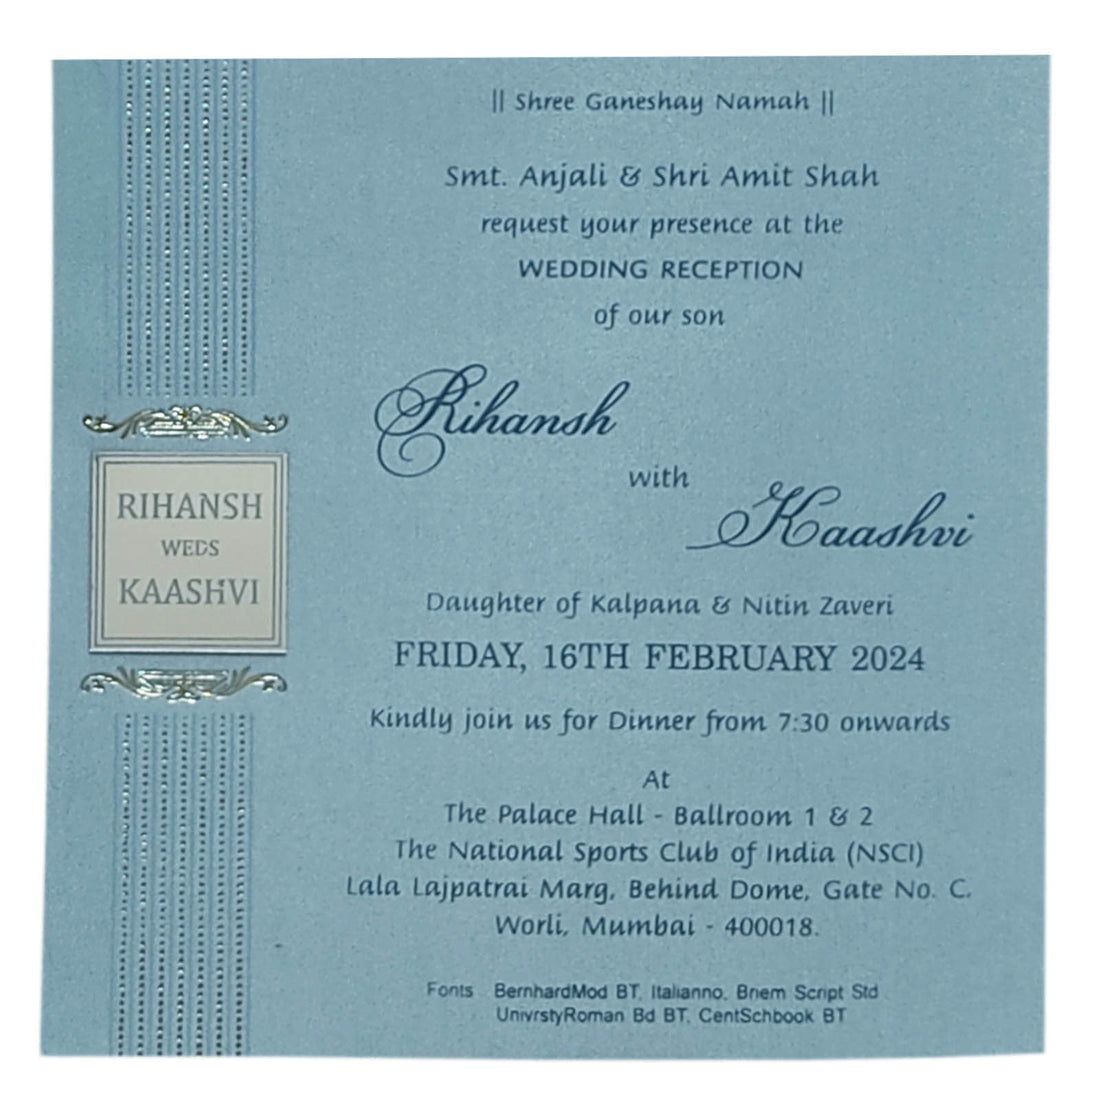 || Shree Ganeshay Namah ||
Smt. Anjali & Shri Amit Shah
request your presence at the
WEDDING RECEPTION
of our son
Rihansh
with
Kaashvi
Daughter of Kalpana & Nitin Zaveri
FRIDAY, 16TH FEBRUARY 2024
Kindly join us for Dinner from 7:30 onwards
At
The Palace Hall - Ballroom 1 & 2
The National Sports Club of India (NSCI)
Lala Lajpatrai Marg, Behind Dome, Gate No. C.
Worli, Mumbai - 400018.
Fonts BernhardMod BT, Italianno, Briem Script Std
UnivrstyRoman Bd BT, CentSchbook BT
RIHANSH
WEDS
KAASHVI